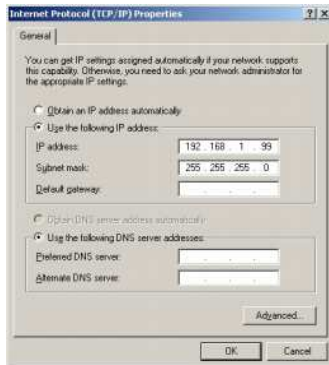 Internet Protocol (TCP/IP) Properties
General
You can get IP settings assigned automatically if your network supports
this capability. Otherwise, you need to ask your network administrator for
the appropriate IP settings.
Obtain an IP address automatically
Use the following IP address:
IP address: 192 . 168 . 1 . 99
Subnet mask: 255 . 255 . 255 . 0
Default gateway: . . .
Obtain DNS server address automatically
Use the following DNS server addresses:
Preferred DNS server: . . .
Alternate DNS server: . . .
Advanced...
OK Cancel